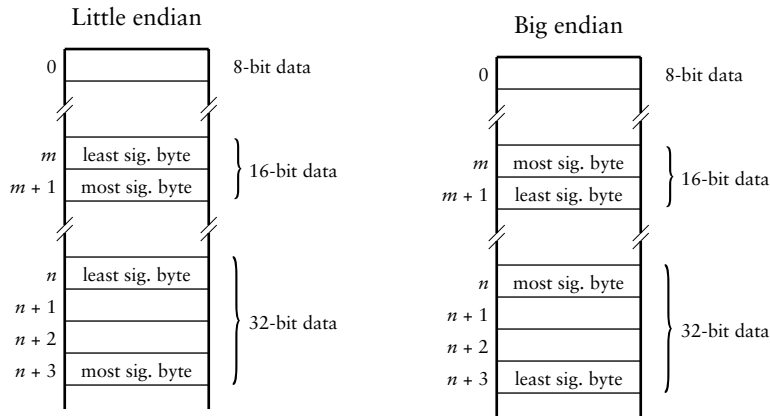 Little endian
0 8-bit data
m least sig. byte
m + 1 most sig. byte
16-bit data
n least sig. byte
n + 1
n + 2
n + 3 most sig. byte
32-bit data
Big endian
0 8-bit data
m most sig. byte
m + 1 least sig. byte
16-bit data
n most sig. byte
n + 1
n + 2
n + 3 least sig. byte
32-bit data